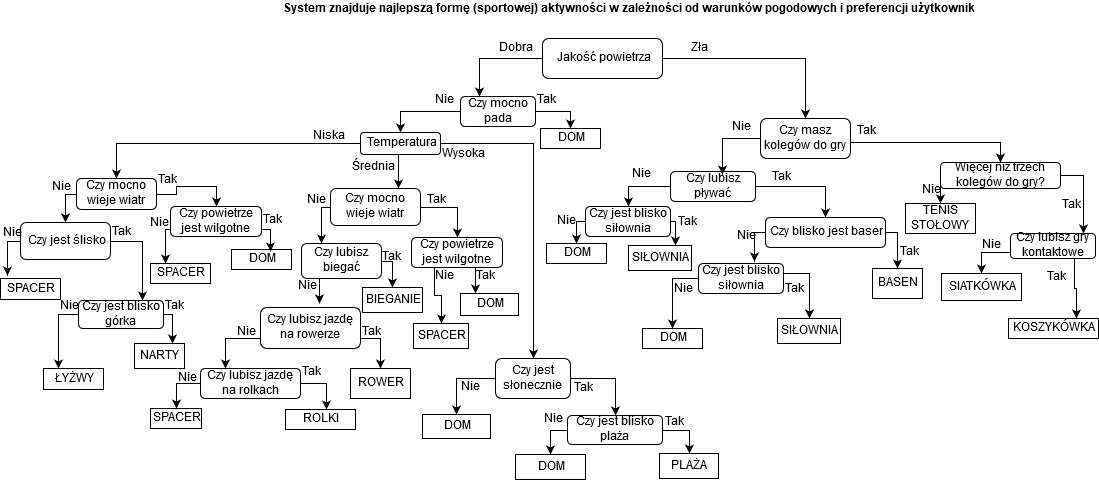 System znajduje najlepszą formę (sportowej) aktywności w zależności od warunków pogodowych i preferencji użytkownik
Dobra
Jakość powietrza
Zła
Nie
Czy mocno
pada
Tak
DOM
Niska
Temperatura
Wysoka
Średnia
Nie
Czy mocno
wieje wiatr
Tak
Nie
Czy jest ślisko
Tak
SPACER
Nie
Czy jest blisko
górka
Tak
ŁYŻWY
NARTY
Nie
Czy powietrze
jest wilgotne
Tak
SPACER
DOM
Nie
Czy mocno
wieje wiatr
Tak
Czy lubisz
biegać
Tak
Nie
BIEGANIE
Czy lubisz jazdę
na rowerze
Nie
Tak
ROWER
Nie
Czy lubisz jazdę
na rolkach
Tak
SPACER
ROLKI
Czy powietrze
jest wilgotne
Nie
Tak
SPACER
DOM
Czy jest
słonecznie
Nie
Tak
DOM
Nie
Czy jest blisko
plaża
Tak
DOM
PLAŻA
Nie
Czy masz
kolegów do gry
Tak
Nie
Czy lubisz
pływać
Tak
Nie
Czy jest blisko
siłownia
Tak
DOM
SIŁOWNIA
Nie
Czy blisko jest baser
Tak
BASEN
Czy jest blisko
siłownia
Nie
Tak
DOM
SIŁOWNIA
Więcej niż trzech
kolegów do gry?
Nie
Tak
TENIS
STOŁOWY
Czy lubisz gry
kontaktowe
Nie
Tak
SIATKÓWKA
KOSZYKÓWKA